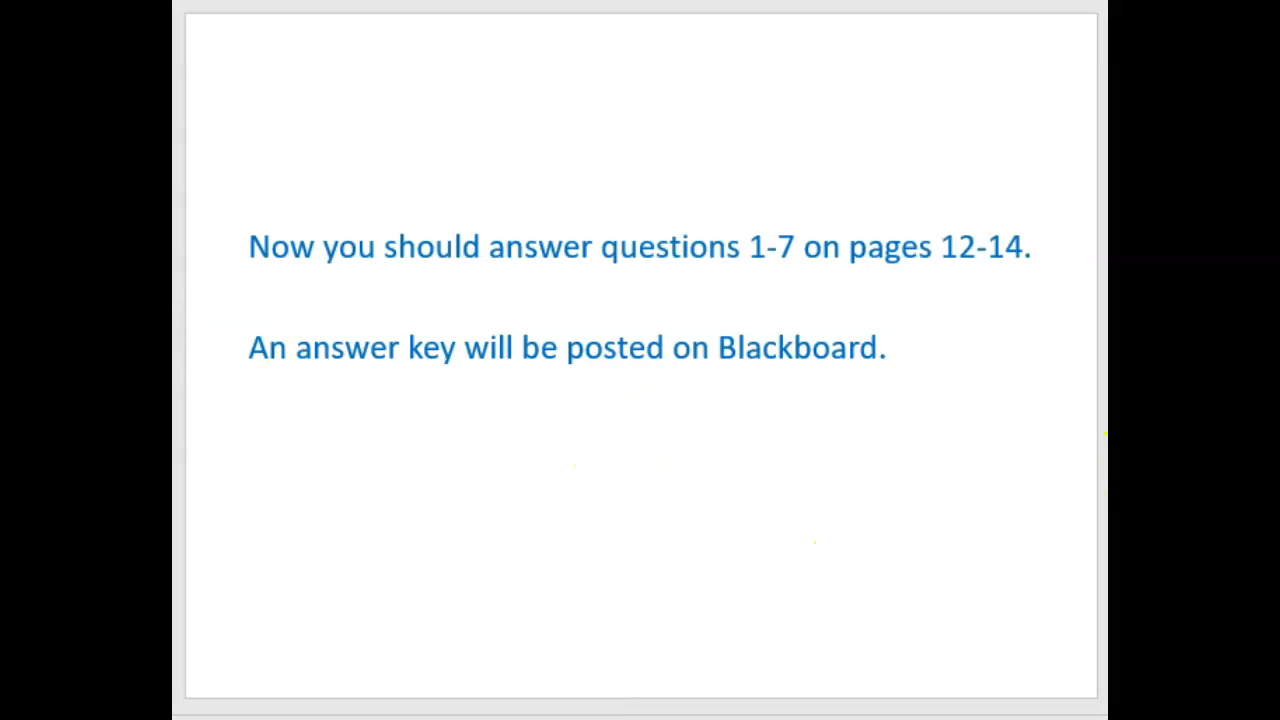 Now you should answer questions 1-7 on pages 12-14.
An answer key will be posted on Blackboard.